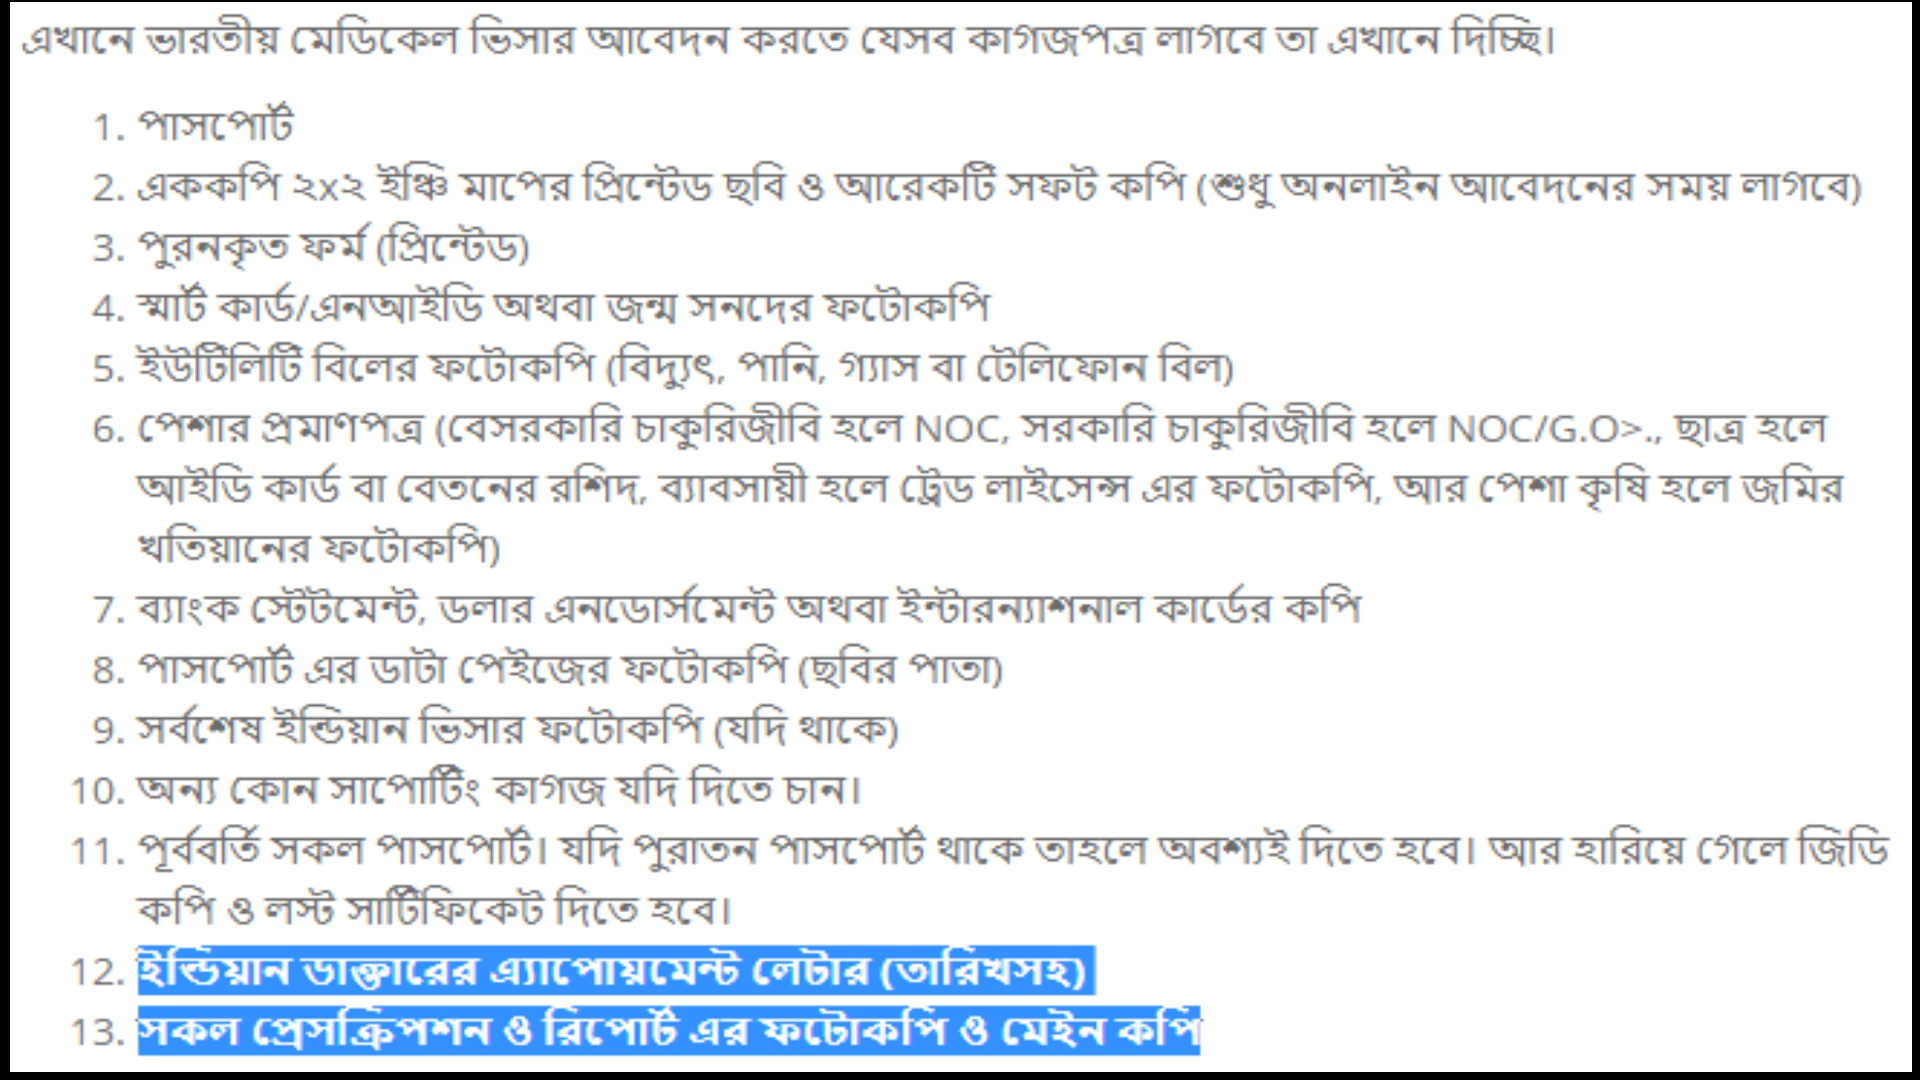 এখানে ভারতীয় মেডিকেল ভিসার আবেদন করতে যেসব কাগজপত্র লাগবে তা এখানে দিচ্ছি।
1. পাসপোর্ট
2. এককপি ২x২ ইঞ্চি মাপের প্রিন্টেড ছবি ও আরেকটি সফট কপি (শুধু অনলাইন আবেদনের সময় লাগবে)
3. পুরনকৃত ফর্ম (প্রিন্টেড)
4. স্মার্ট কার্ড/এনআইডি অথবা জন্ম সনদের ফটোকপি
5. ইউটিলিটি বিলের ফটোকপি (বিদ্যুৎ, পানি, গ্যাস বা টেলিফোন বিল)
6. পেশার প্রমাণপত্র (বেসরকারি চাকুরিজীবি হলে NOC, সরকারি চাকুরিজীবি হলে NOC/G.O>., ছাত্র হলে
আইডি কার্ড বা বেতনের রশিদ, ব্যাবসায়ী হলে ট্রেড লাইসেন্স এর ফটোকপি, আর পেশা কৃষি হলে জমির
খতিয়ানের ফটোকপি)
7. ব্যাংক স্টেটমেন্ট, ডলার এনডোর্সমেন্ট অথবা ইন্টারন্যাশনাল কার্ডের কপি
8. পাসপোর্ট এর ডাটা পেইজের ফটোকপি (ছবির পাতা)
9. সর্বশেষ ইন্ডিয়ান ভিসার ফটোকপি (যদি থাকে)
10. অন্য কোন সাপোর্টিং কাগজ যদি দিতে চান।
11. পূর্ববর্তি সকল পাসপোর্ট। যদি পুরাতন পাসপোর্ট থাকে তাহলে অবশ্যই দিতে হবে। আর হারিয়ে গেলে জিডি
কপি ও লস্ট সার্টিফিকেট দিতে হবে।
12. ইন্ডিয়ান ডাক্তারের এ্যাপোয়মেন্ট লেটার (তারিখসহ)
13. সকল প্রেসক্রিপশন ও রিপোর্ট এর ফটোকপি ও মেইন কপি